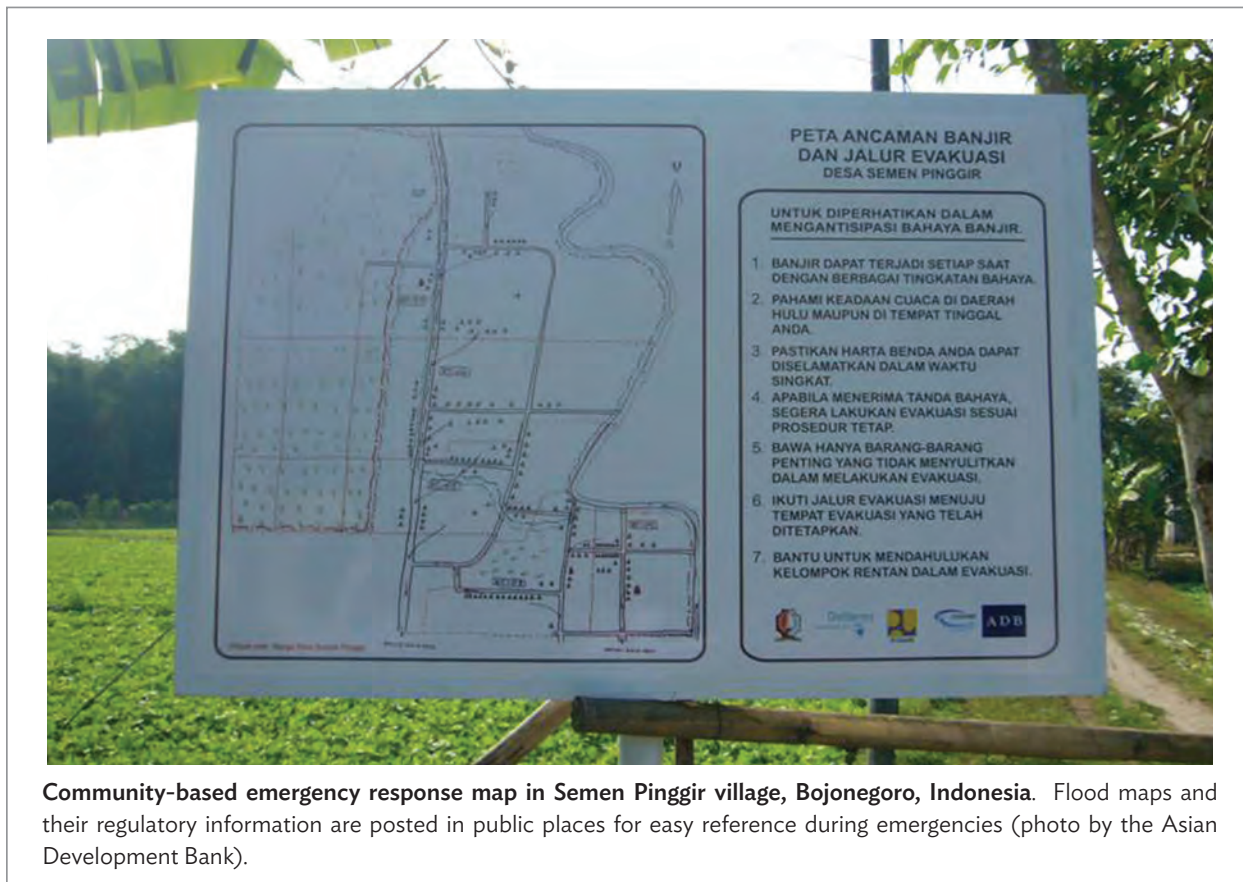 PETA ANCAMAN BANJIR
DAN JALUR EVAKUASI
DESA SEMEN PINGGIR
UNTUK DIPERHATIKAN DALAM
MENGANTISIPASI BAHAYA BANJIR.
1. BANJIR DAPAT TERJADI SETIAP SAAT
DENGAN BERBAGAI TINGKATAN BAHAYA.
2. PAHAMI KEADAAN CUACA DI DAERAH
HULU MAUPUN DI TEMPAT TINGGAL
ANDA.
3. PASTIKAN HARTA BENDA ANDA DAPAT
DISELAMATKAN DALAM WAKTU
SINGKAT.
4. APABILA MENERIMA TANDA BAHAYA,
SEGERA LAKUKAN EVAKUASI SESUAI
PROSEDUR TETAP.
5. BAWA HANYA BARANG-BARANG
PENTING YANG TIDAK MENYULITKAN
DALAM MELAKUKAN EVAKUASI.
6. IKUTI JALUR EVAKUASI MENUJU
TEMPAT EVAKUASI YANG TELAH
DITETAPKAN.
7. BANTU UNTUK MENDAHULUKAN
KELOMPOK RENTAN DALAM EVAKUASI.
ADB
Community-based emergency response map in Semen Pinggir village, Bojonegoro, Indonesia. Flood maps and
their regulatory information are posted in public places for easy reference during emergencies (photo by the Asian
Development Bank).